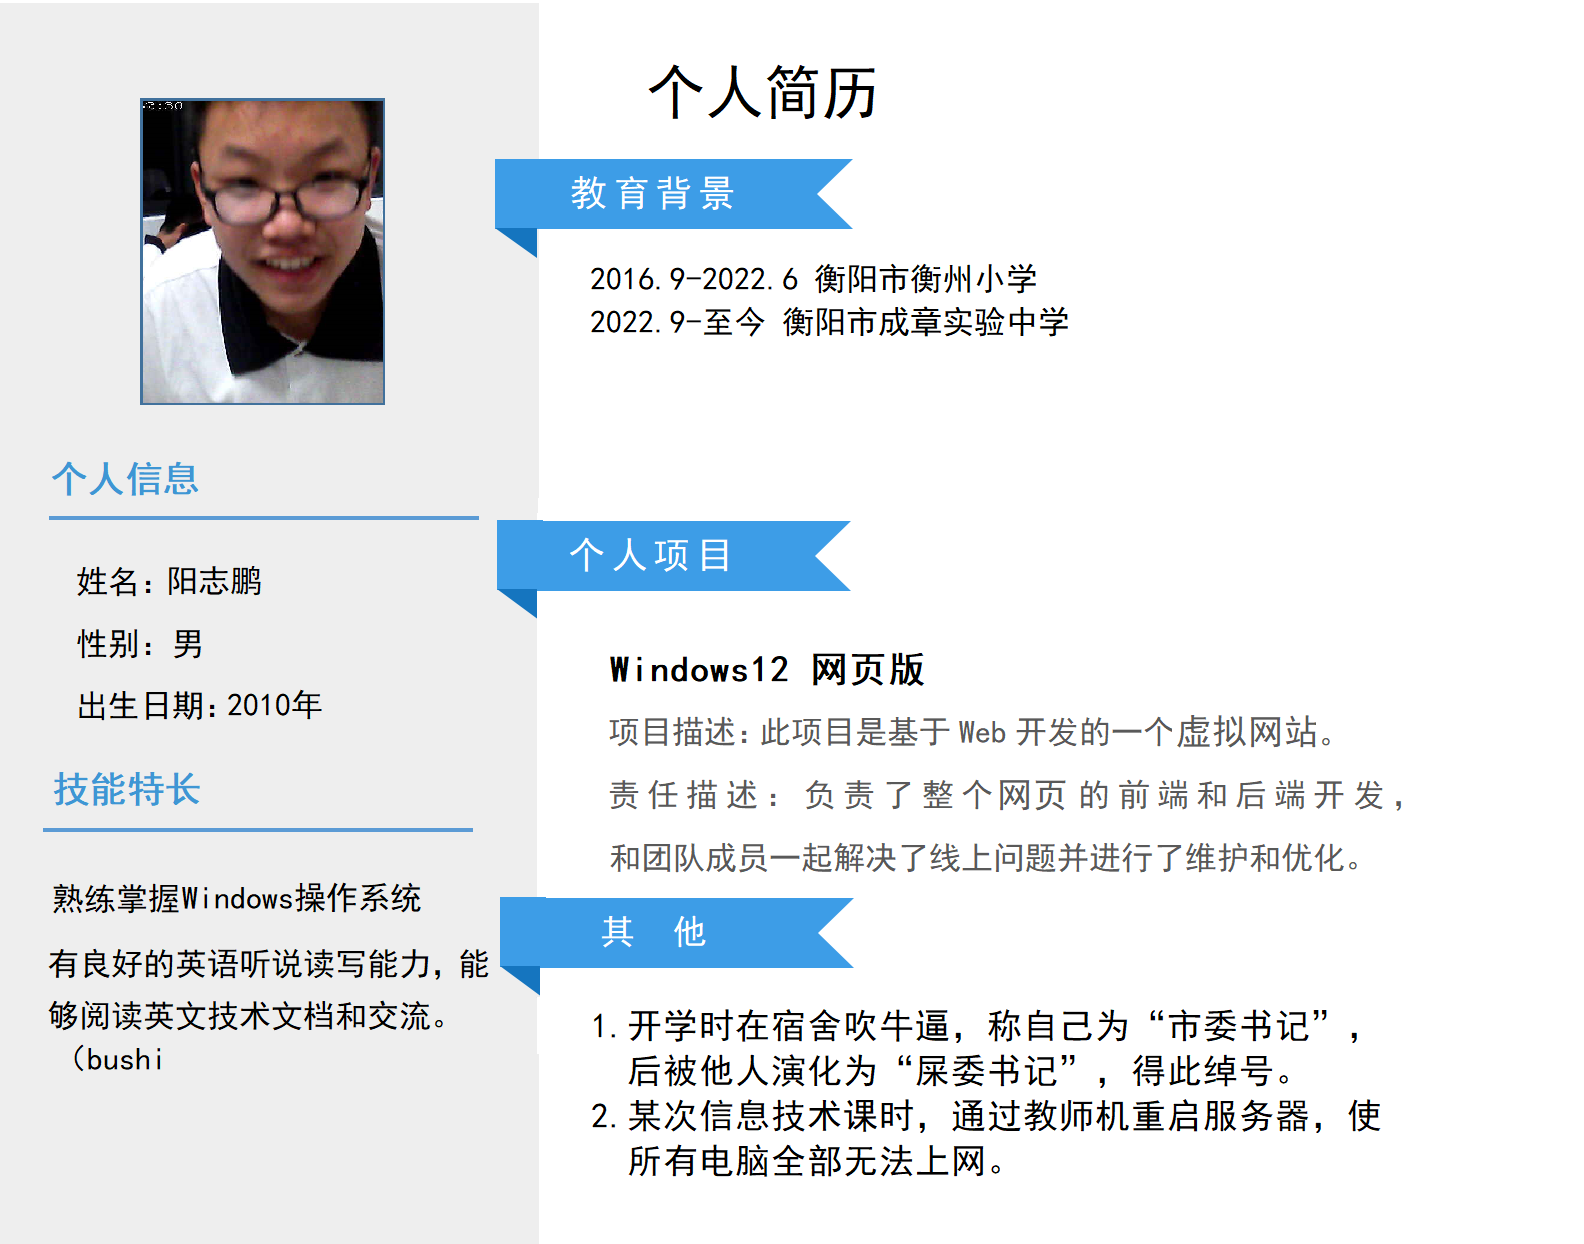 个人简历
教育背景
2016.9-2022.6 衡阳市衡州小学
2022.9-至今 衡阳市成章实验中学
个人信息
姓名：阳志鹏
性别：男
出生日期：2010年
技能特长
熟练掌握Windows操作系统
有良好的英语听说读写能力，能
够阅读英文技术文档和交流。
（bushi
个人项目
Windows12 网页版
项目描述：此项目是基于 Web 开发的一个虚拟网站。
责任描述：负责了整个网页的前端和后端开发，
和团队成员一起解决了线上问题并进行了维护和优化。
其 他
1. 开学时在宿舍吹牛逼，称自己为“市委书记”，
后被他人演化为“屎委书记”，得此绰号。
2. 某次信息技术课时，通过教师机重启服务器，使
所有电脑全部无法上网。